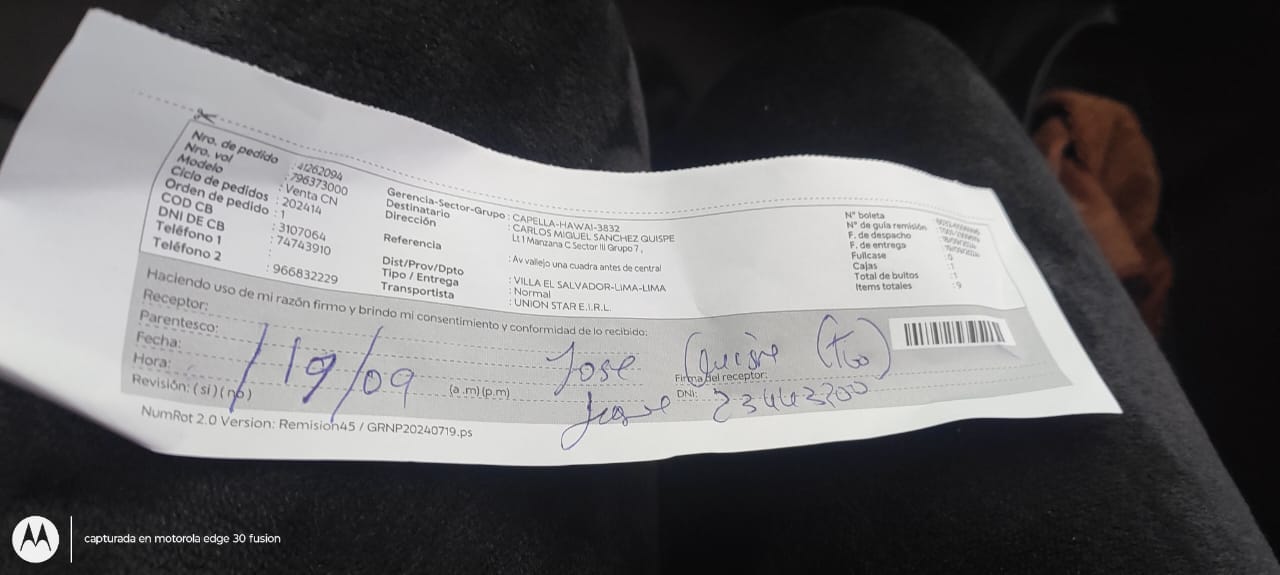 Nro. de pedido : 41262094
Nro. vol : 796373000
Modelo : Venta CN
Ciclo de pedidos : 202414
Orden de pedido : 1
COD CB : 3107064
DNI DE CB : 74743910
Teléfono 1
Teléfono 2 : 966832229
Gerencia-Sector-Grupo : CAPELLA-HAWAI-3832
Destinatario : CARLOS MIGUEL SANCHEZ QUISPE
Dirección : Lt 1 Manzana C Sector III Grupo 7 ,
Referencia : Av vallejo una cuadra antes de central
Dist/Prov/Dpto : VILLA EL SALVADOR-LIMA-LIMA
Tipo / Entrega : Normal
Transportista : UNION STAR E.I.R.L.
N° boleta
N° de guía remisión
F. de despacho
F. de entrega
Fullcase : 0
Cajas : 1
Total de bultos : 1
Items totales : 9
Haciendo uso de mi razón firmo y brindo mi consentimiento y conformidad de lo recibido:
Receptor:
Parentesco:
Fecha: 19/09
Hora: (a.m)(p.m)
Revisión: ( sí ) ( no )
Jose Quispe (Tio)
Firma del receptor:
DNI: 23443200
NumRot 2.0 Version: Remision45 / GRNP20240719.ps
capturada en motorola edge 30 fusion